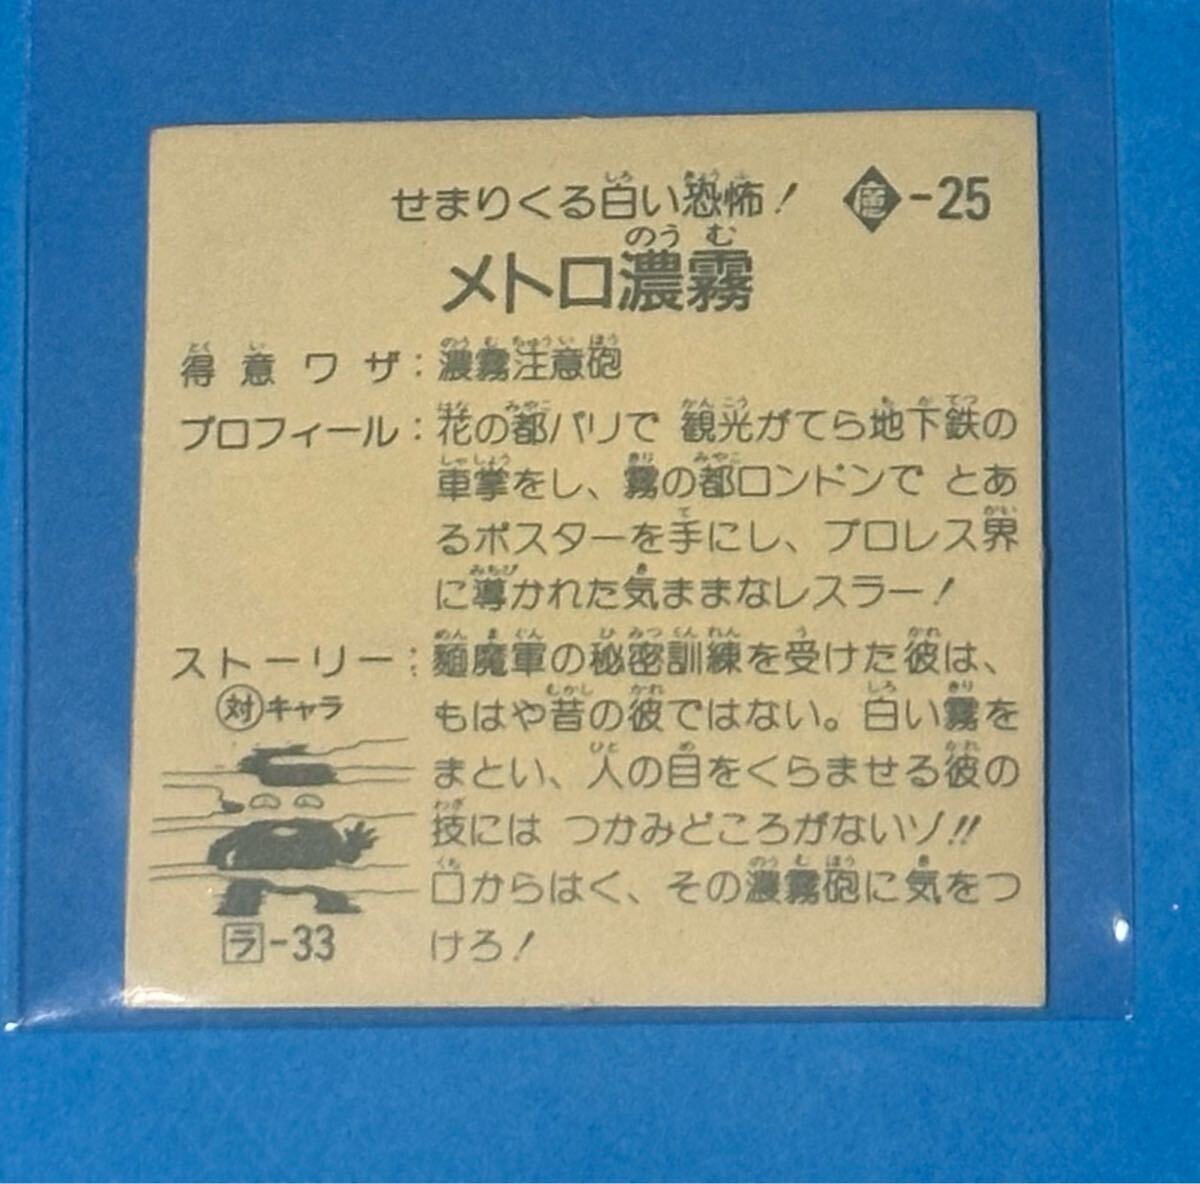 せまりくる白い恐怖！ 魔-25
メトロ濃霧
得意ワザ：濃霧注意砲
プロフィール：花の都パリで 観光がてら地下鉄の
車掌をし、霧の都ロンドンで とあ
るポスターを手にし、プロレス界
に導かれた気ままなレスラー！
ストーリー：麺魔軍の秘密訓練を受けた彼は、
もはや昔の彼ではない。白い霧を
まとい、人の目をくらませる彼の
技には つかみどころがないゾ!!
口からはく、その濃霧砲に気をつ
けろ！
対キャラ
ラ-33